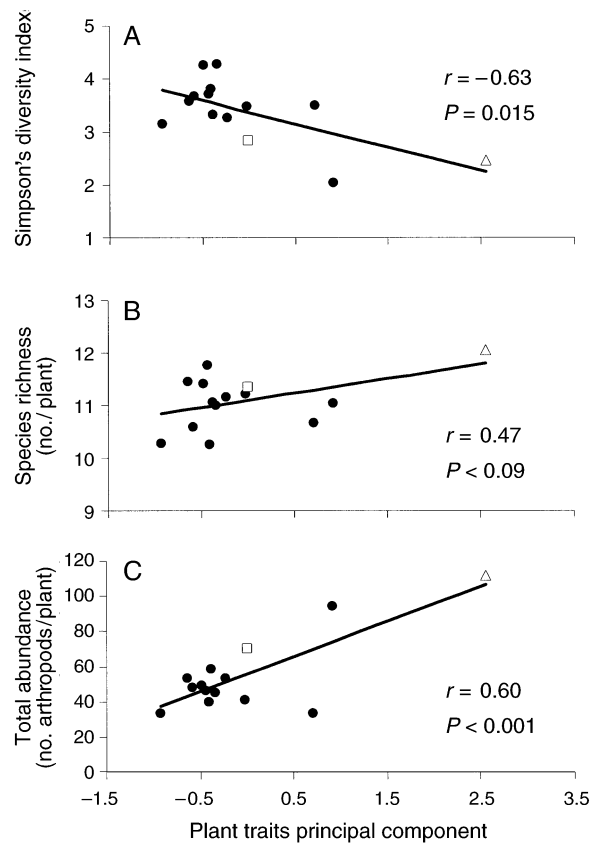 A
Simpson's diversity index
5
4
3
2
1
r = −0.63
P = 0.015
B
Species richness
(no./ plant)
13
12
11
10
9
r = 0.47
P < 0.09
C
Total abundance
(no. arthropods/plant)
120
100
80
60
40
20
0
r = 0.60
P < 0.001
−1.5 −0.5 0.5 1.5 2.5 3.5
Plant traits principal component